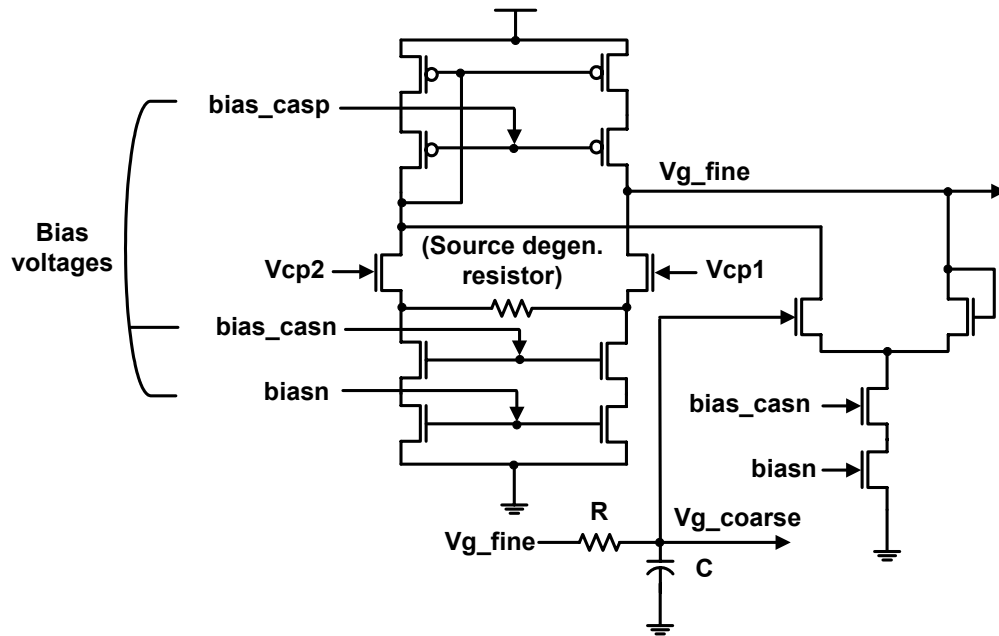 bias_casp
Vg_fine
Bias
voltages
(Source degen.
resistor)
Vcp2
Vcp1
bias_casn
biasn
bias_casn
biasn
R
Vg_coarse
Vg_fine
C